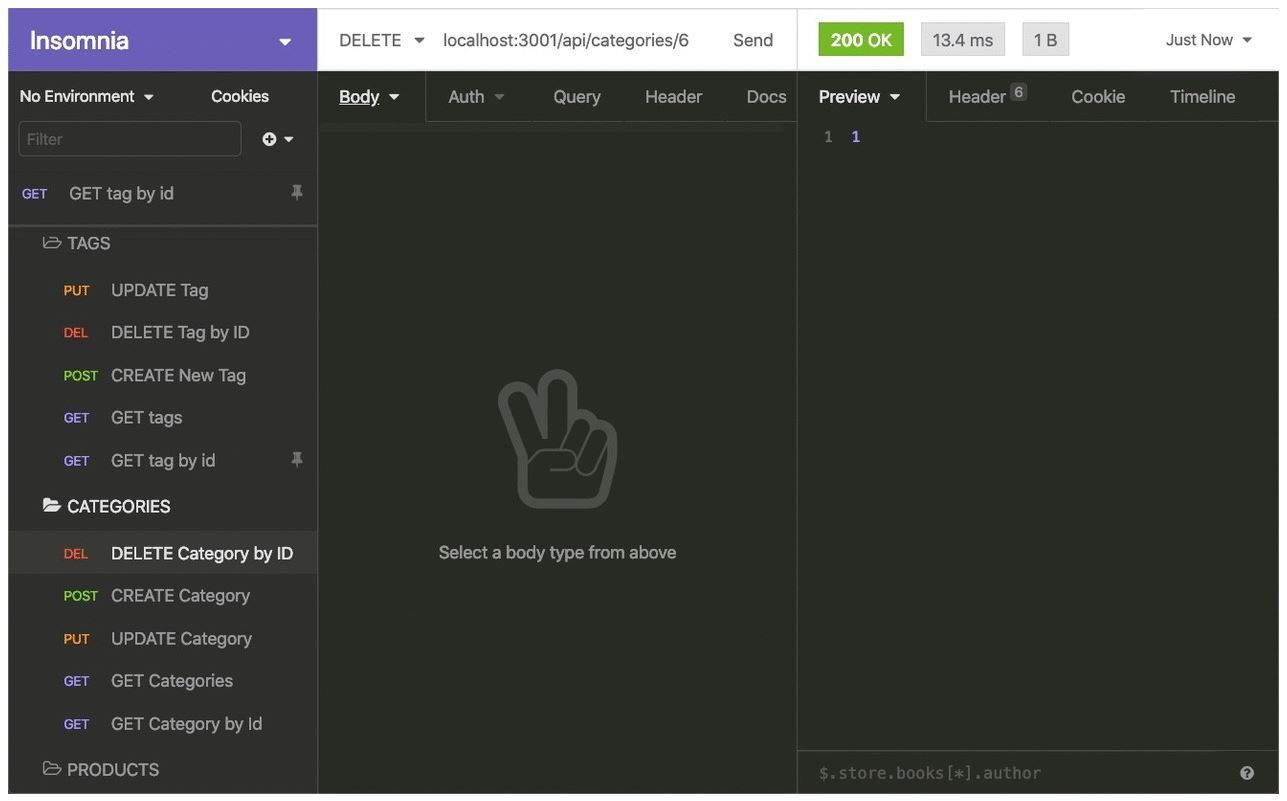 Insomnia
DELETE localhost:3001/api/categories/6 Send
200 OK 13.4 ms 1 B Just Now
No Environment Cookies
Body Auth Query Header Docs
Preview Header 6 Cookie Timeline
Filter
1 1
GET GET tag by id
TAGS
PUT UPDATE Tag
DEL DELETE Tag by ID
POST CREATE New Tag
GET GET tags
GET GET tag by id
CATEGORIES
DEL DELETE Category by ID
POST CREATE Category
PUT UPDATE Category
GET GET Categories
GET GET Category by Id
PRODUCTS
Select a body type from above
$.store.books[*].author ?